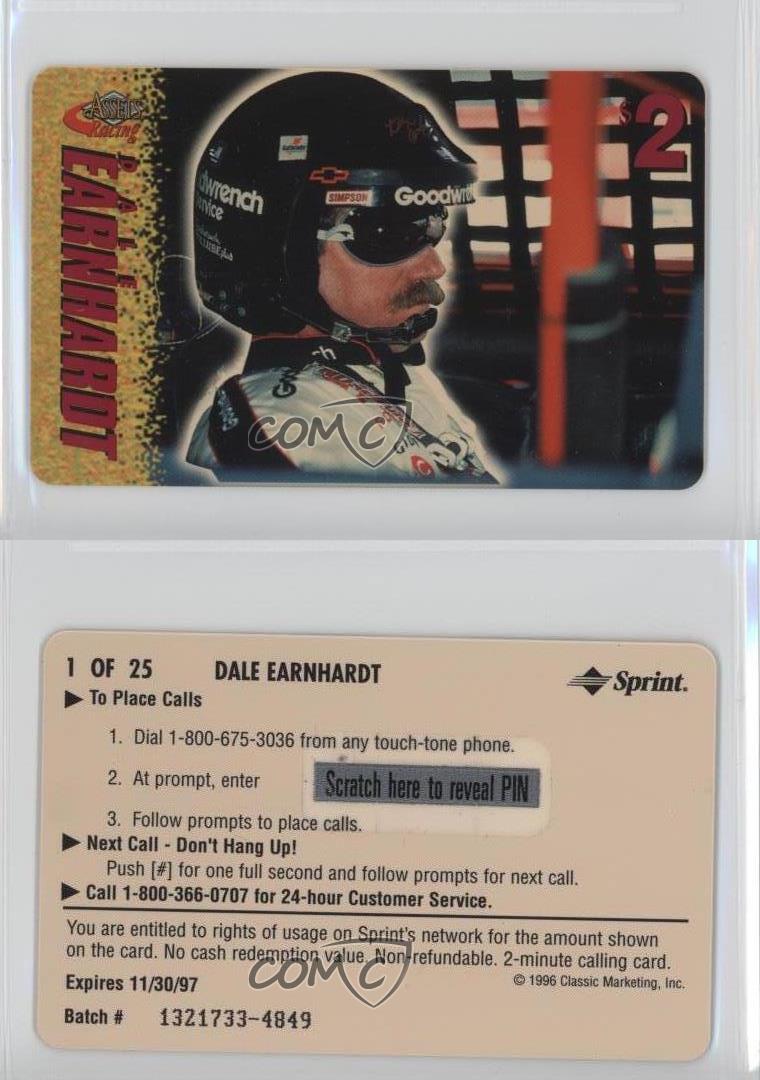 ASSETS
Racing
DALE
EARNHARDT
$2
Goodwrench
Service
SIMPSON
Goodwr
COMC
1 OF 25 DALE EARNHARDT
Sprint.
▶ To Place Calls
1. Dial 1-800-675-3036 from any touch-tone phone.
2. At prompt, enter Scratch here to reveal PIN
3. Follow prompts to place calls.
▶ Next Call - Don't Hang Up!
Push [#] for one full second and follow prompts for next call.
▶ Call 1-800-366-0707 for 24-hour Customer Service.
You are entitled to rights of usage on Sprint's network for the amount shown
on the card. No cash redemption value. Non-refundable. 2-minute calling card.
COMC
Expires 11/30/97
© 1996 Classic Marketing, Inc.
Batch # 1321733-4849